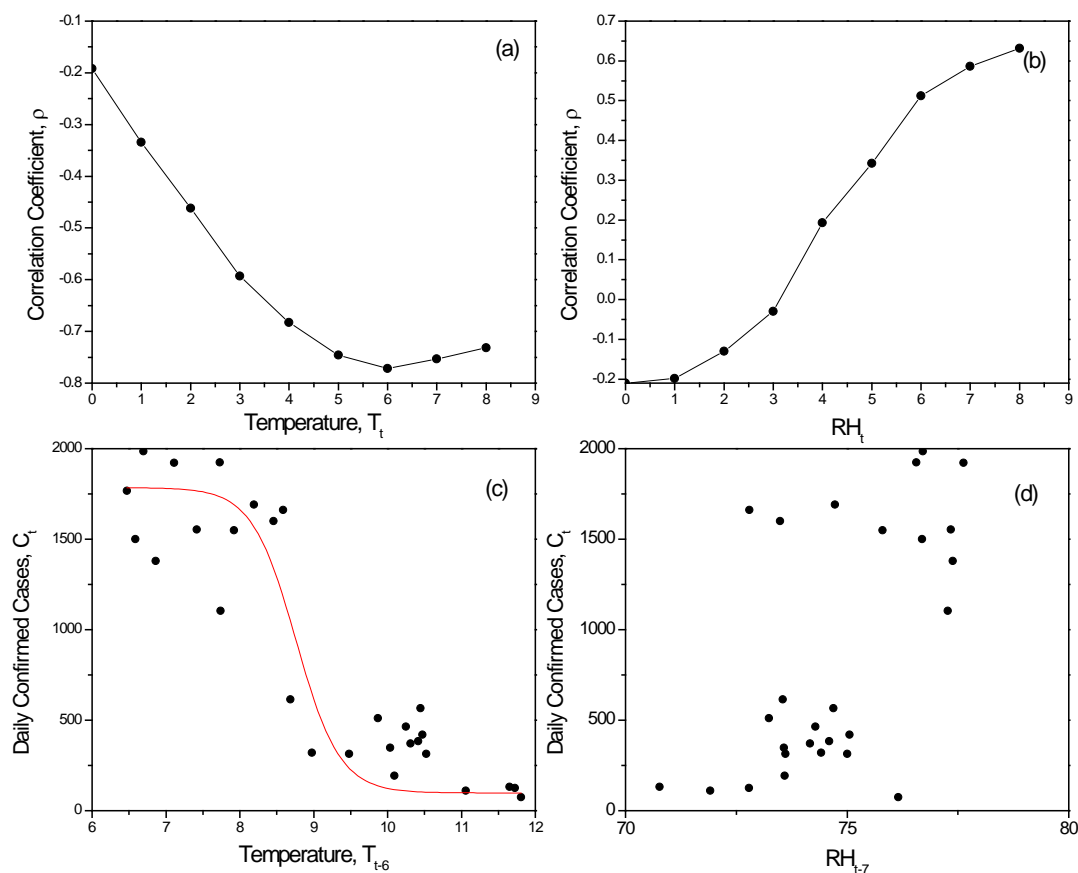 -0.1
-0.2
-0.3
-0.4
-0.5
-0.6
-0.7
-0.8
Correlation Coefficient, ρ
(a)
0 1 2 3 4 5 6 7 8 9
Temperature, Tt
0.7
0.6
0.5
0.4
0.3
0.2
0.1
0.0
-0.1
-0.2
Correlation Coefficient, ρ
(b)
0 1 2 3 4 5 6 7 8 9
RHt
2000
1500
1000
500
0
Daily Confirmed Cases, Ct
(c)
6 7 8 9 10 11 12
Temperature, Tt-6
2000
1500
1000
500
0
Daily Confirmed Cases, Ct
(d)
70 75 80
RHt-7